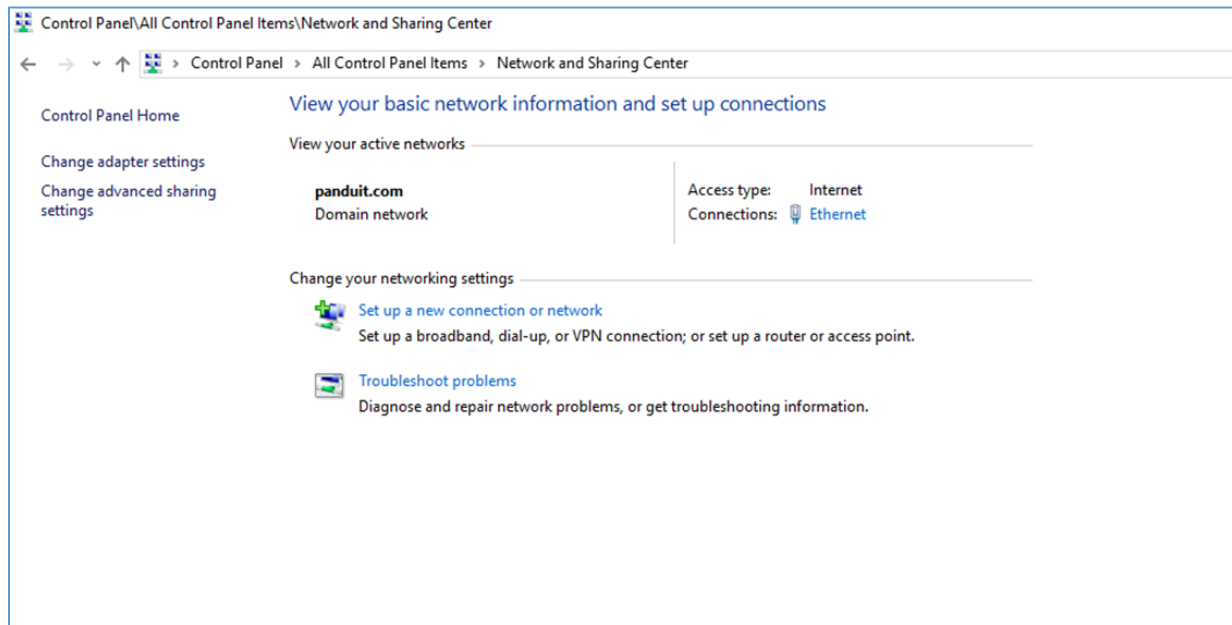 Control Panel\All Control Panel Items\Network and Sharing Center
Control Panel > All Control Panel Items > Network and Sharing Center
Control Panel Home
Change adapter settings
Change advanced sharing
settings
View your basic network information and set up connections
View your active networks
panduit.com
Domain network
Access type: Internet
Connections: Ethernet
Change your networking settings
Set up a new connection or network
Set up a broadband, dial-up, or VPN connection; or set up a router or access point.
Troubleshoot problems
Diagnose and repair network problems, or get troubleshooting information.